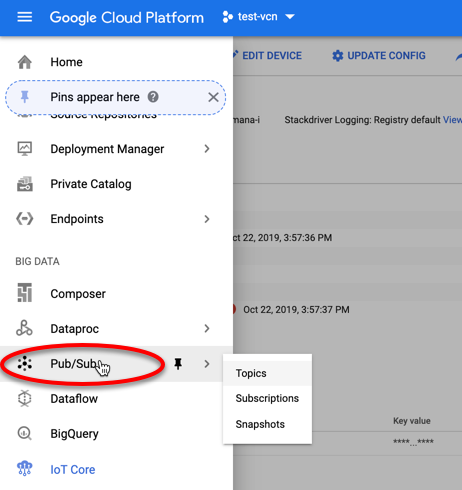 Google Cloud Platform
test-vcn
Home
Pins appear here
?
Source Repositories
Deployment Manager
Private Catalog
Endpoints
BIG DATA
Composer
Dataproc
Pub/Sub
Dataflow
BigQuery
IoT Core
Topics
Subscriptions
Snapshots
EDIT DEVICE
UPDATE CONFIG
mana-i
Stackdriver Logging: Registry default View
ct 22, 2019, 3:57:36 PM
Oct 22, 2019, 3:57:37 PM
Key value
****...****